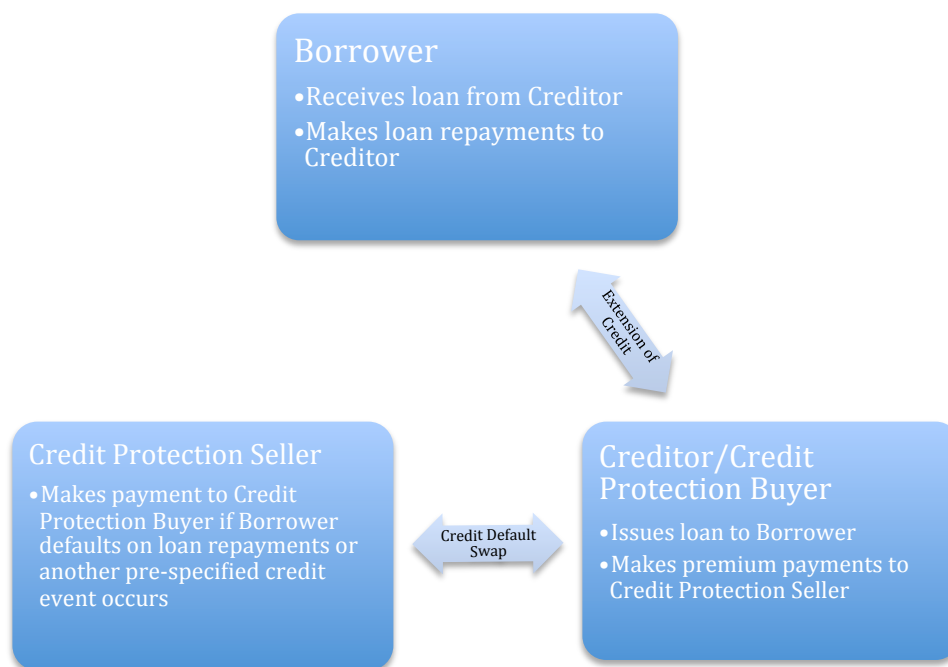 Borrower
•Receives loan from Creditor
•Makes loan repayments to
Creditor
Extension of
Credit
Credit Protection Seller
•Makes payment to Credit
Protection Buyer if Borrower
defaults on loan repayments or
another pre-specified credit
event occurs
Credit Default
Swap
Creditor/Credit
Protection Buyer
•Issues loan to Borrower
•Makes premium payments to
Credit Protection Seller